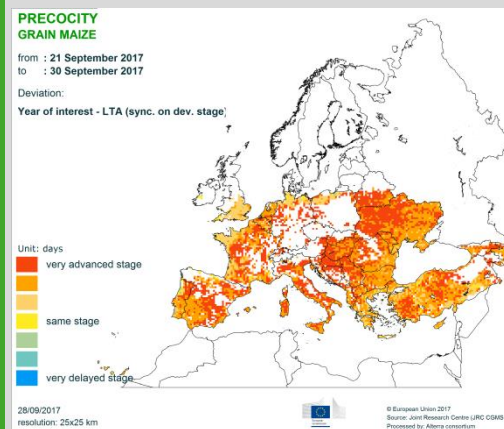 PRECOCITY
GRAIN MAIZE
from : 21 September 2017
to : 30 September 2017
Deviation:
Year of interest - LTA (sync. on dev. stage)
Unit: days
very advanced stage
same stage
very delayed stage
28/09/2017
resolution: 25x25 km
© European Union 2017
Source: Joint Research Centre (JRC CGMS
Processed by: Alterra consortium